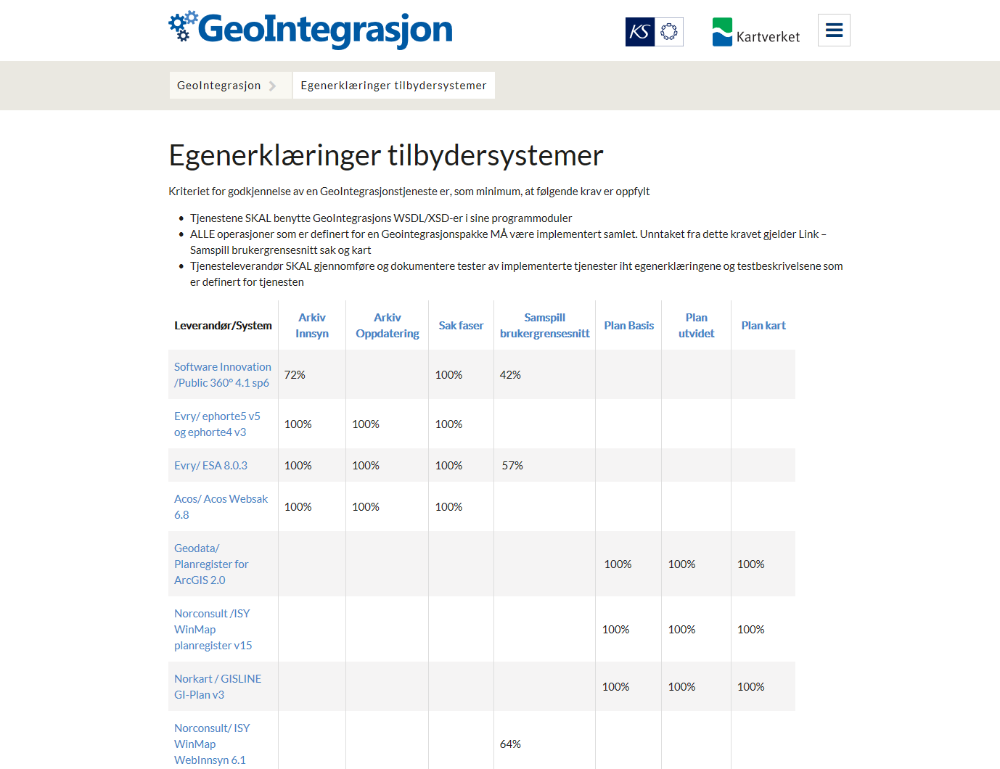 GeoIntegrasjon
KS
Kartverket
GeoIntegrasjon
Egenerklæringer tilbydersystemer
Egenerklæringer tilbydersystemer
Kriteriet for godkjennelse av en GeoIntegrasjonstjeneste er, som minimum, at følgende krav er oppfylt
Tjenestene SKAL benytte GeoIntegrasjons WSDL/XSD-er i sine programmoduler
ALLE operasjoner som er definert for en Geointegrasjonspakke MÅ være implementert samlet. Unntaket fra dette kravet gjelder Link –
Samspill brukergrensesnitt sak og kart
Tjenesteleverandør SKAL gjennomføre og dokumentere tester av implementerte tjenester iht egenerklæringene og testbeskrivelsene som
er definert for tjenesten
Leverandør/System
Arkiv
Innsyn
Arkiv
Oppdatering
Sak faser
Samspill
brukergrensesnitt
Plan Basis
Plan
utvidet
Plan kart
Software Innovation
/Public 360° 4.1 sp6
72%
100%
42%
Evry/ ephorte5 v5
og ephorte4 v3
100%
100%
100%
Evry/ ESA 8.0.3
100%
100%
100%
57%
Acos/ Acos Websak
6.8
100%
100%
100%
Geodata/
Planregister for
ArcGIS 2.0
100%
100%
100%
Norconsult /ISY
WinMap
planregister v15
100%
100%
100%
Norkart / GISLINE
GI-Plan v3
100%
100%
100%
Norconsult/ ISY
WinMap
WebInnsyn 6.1
64%